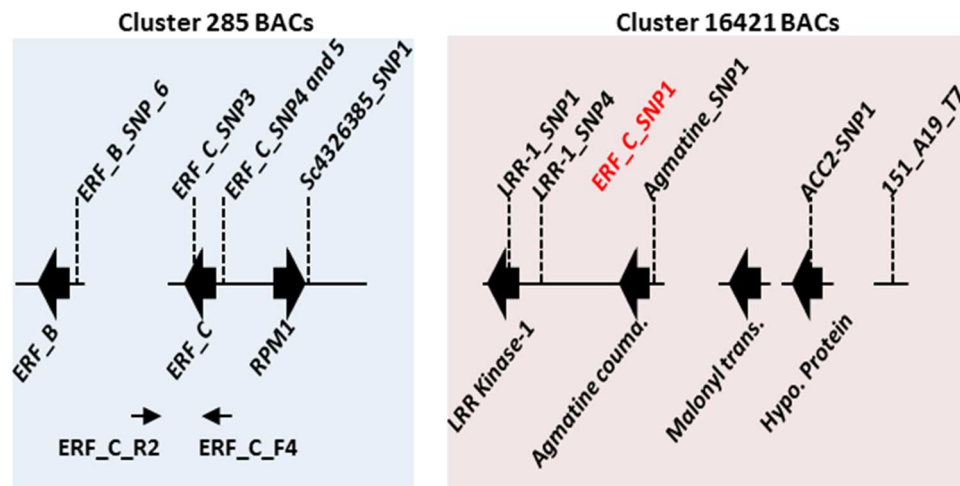 Cluster 285 BACs
Cluster 16421 BACs
ERF_B_SNP_6
ERF_C_SNP3
ERF_C_SNP4 and 5
Sc4326385_SNP1
LRR-1_SNP1
LRR-1_SNP4
ERF_C_SNP1
Agmatine_SNP1
ACC2-SNP1
151_A19_T7
ERF_B
ERF_C
RPM1
LRR Kinase-1
Agmatine couma.
Malonyl trans.
Hypo. Protein
ERF_C_R2
ERF_C_F4